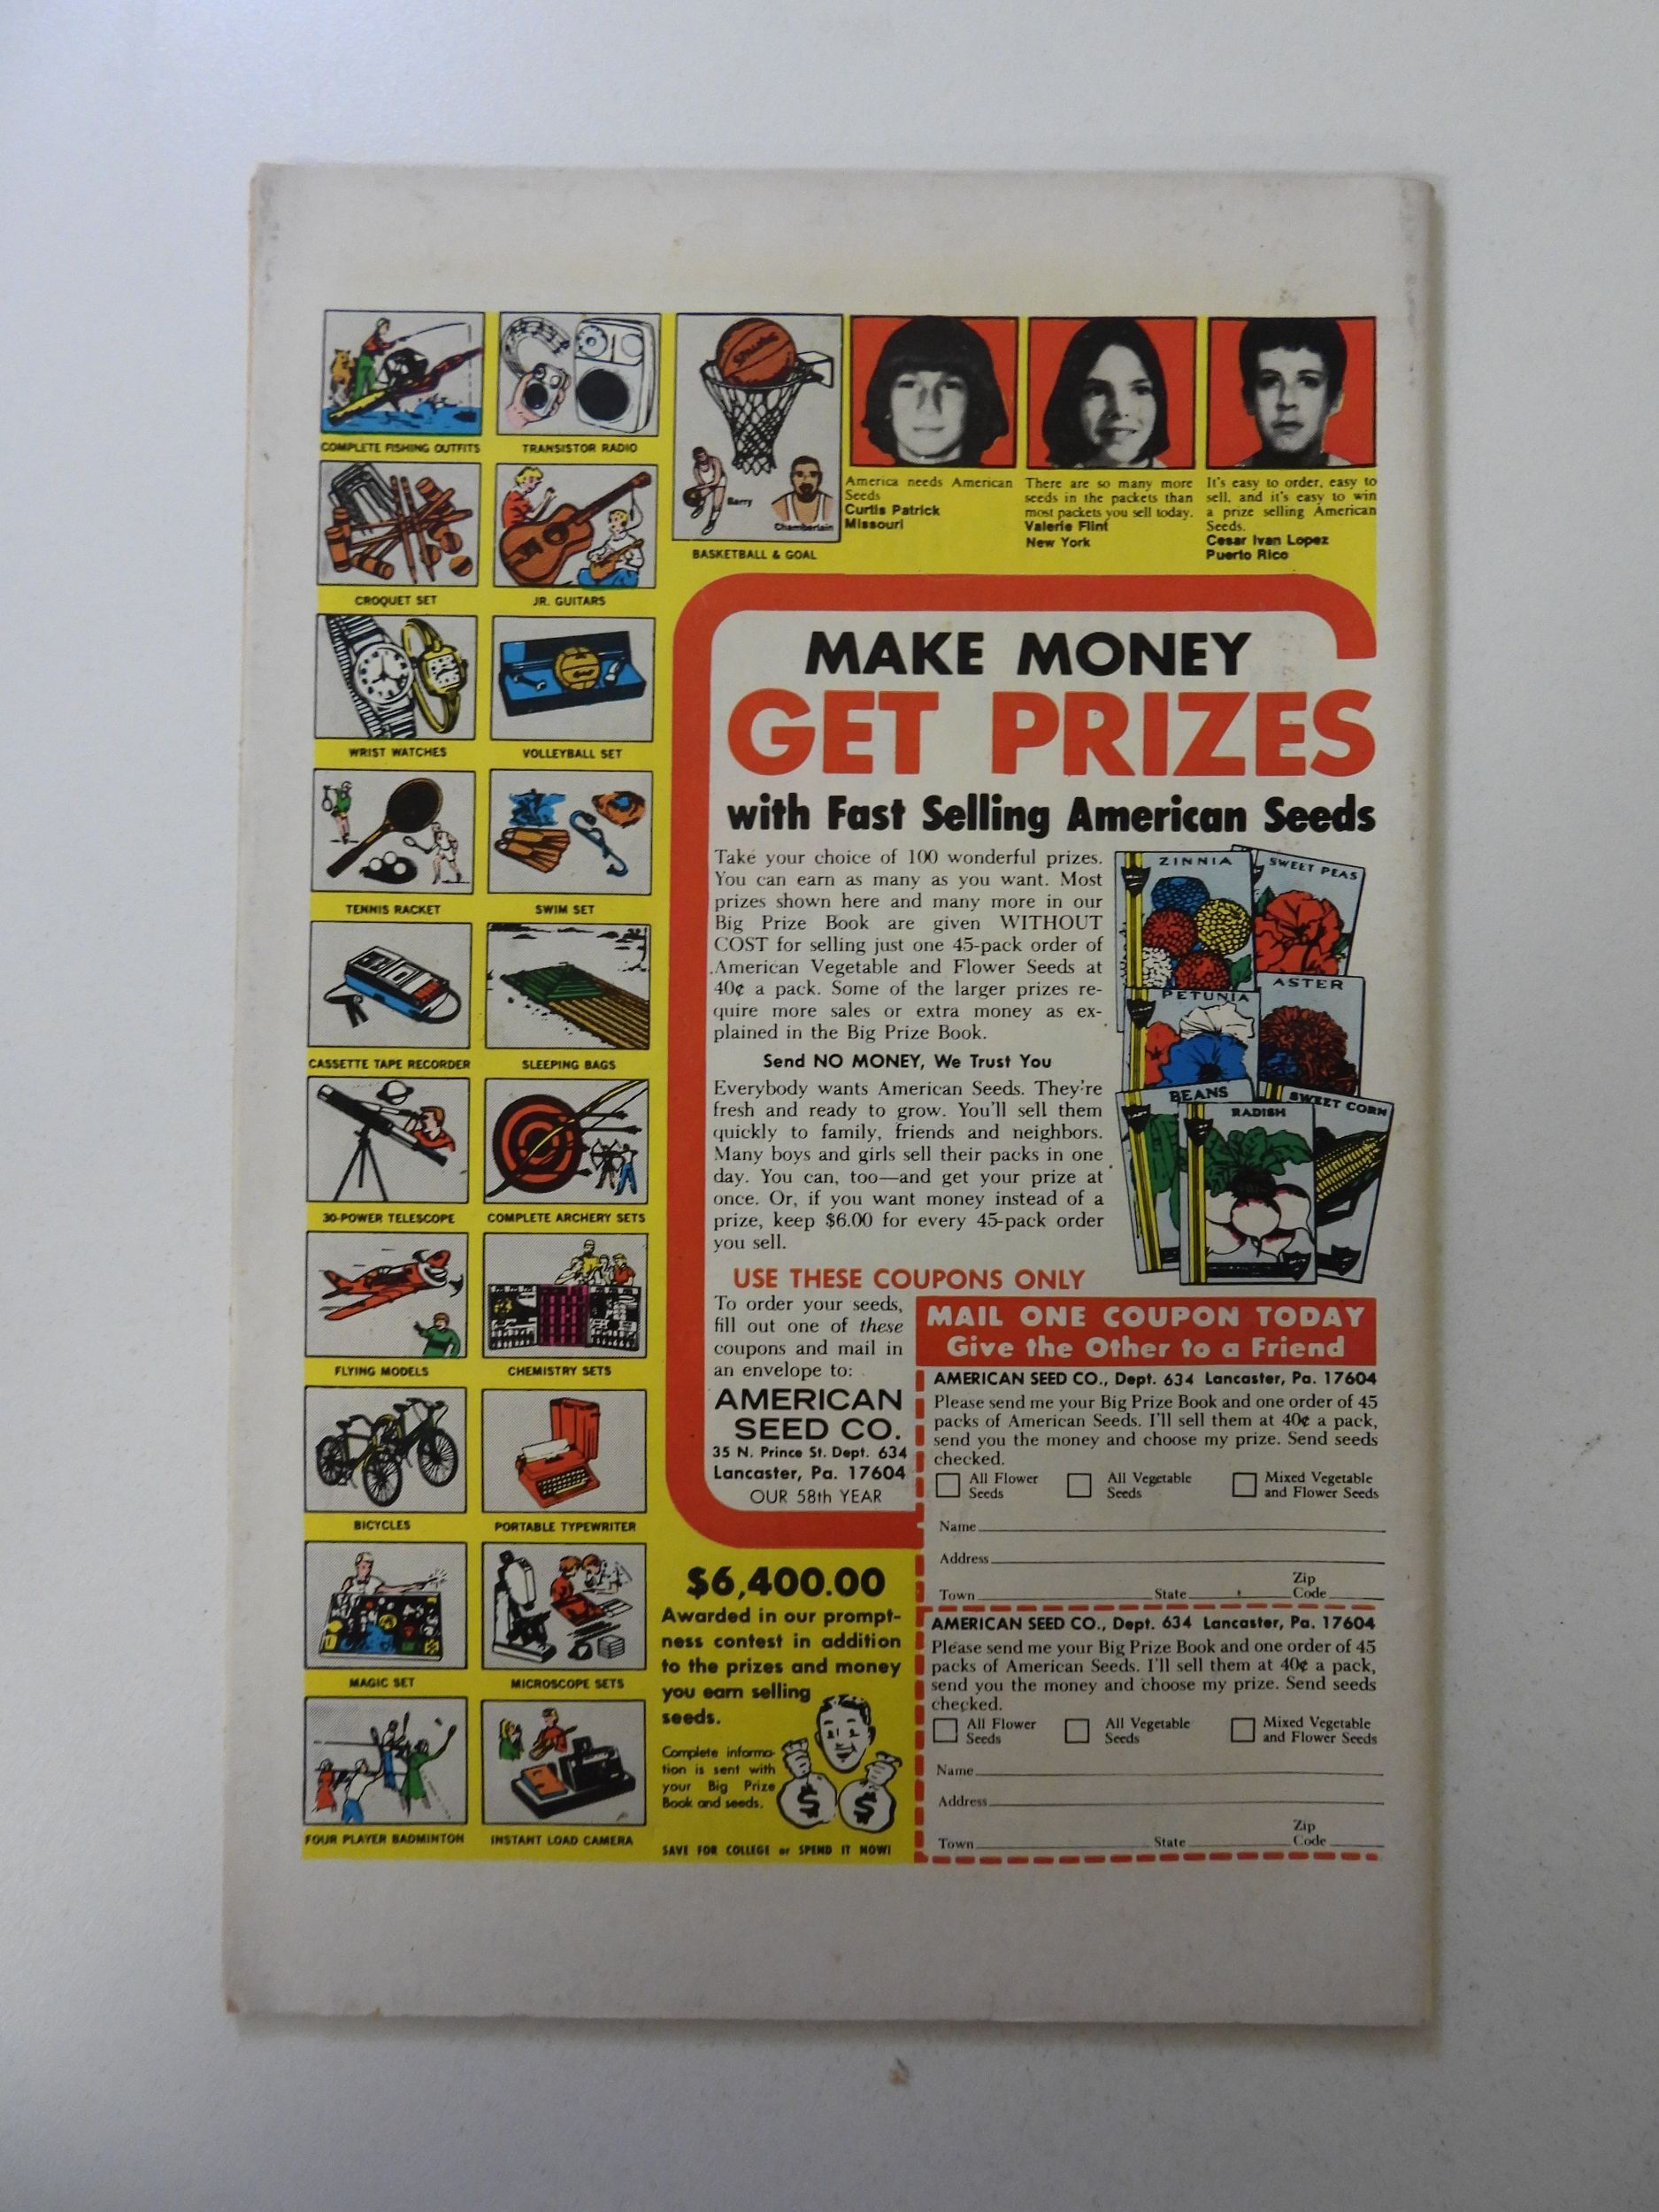 COMPLETE FISHING OUTFITS
TRANSISTOR RADIO
CROQUET SET
JR. GUITARS
WRIST WATCHES
VOLLEYBALL SET
TENNIS RACKET
SWIM SET
CASSETTE TAPE RECORDER
SLEEPING BAGS
30-POWER TELESCOPE
COMPLETE ARCHERY SETS
FLYING MODELS
CHEMISTRY SETS
BICYCLES
PORTABLE TYPEWRITER
MAGIC SET
MICROSCOPE SETS
FOUR PLAYER BADMINTON
INSTANT LOAD CAMERA
SPALDING
Barry
Chamberlain
BASKETBALL & GOAL
America needs American
Seeds
Curtis Patrick
Missouri
There are so many more
seeds in the packets than
most packets you sell today.
Valerie Flint
New York
It's easy to order, easy to
sell, and it's easy to win
a prize selling American
Seeds.
Cesar Ivan Lopez
Puerto Rico
MAKE MONEY
GET PRIZES
with Fast Selling American Seeds
Take your choice of 100 wonderful prizes.
You can earn as many as you want. Most
prizes shown here and many more in our
Big Prize Book are given WITHOUT
COST for selling just one 45-pack order of
American Vegetable and Flower Seeds at
40¢ a pack. Some of the larger prizes re-
quire more sales or extra money as ex-
plained in the Big Prize Book.
Send NO MONEY, We Trust You
Everybody wants American Seeds. They're
fresh and ready to grow. You'll sell them
quickly to family, friends and neighbors.
Many boys and girls sell their packs in one
day. You can, too—and get your prize at
once. Or, if you want money instead of a
prize, keep $6.00 for every 45-pack order
you sell.
ZINNIA
SWEET PEAS
PETUNIA
ASTER
BEANS
RADISH
SWEET CORN
USE THESE COUPONS ONLY
To order your seeds,
fill out one of these
coupons and mail in
an envelope to:
AMERICAN
SEED CO.
35 N. Prince St. Dept. 634
Lancaster, Pa. 17604
OUR 58th YEAR
MAIL ONE COUPON TODAY
Give the Other to a Friend
AMERICAN SEED CO., Dept. 634 Lancaster, Pa. 17604
Please send me your Big Prize Book and one order of 45
packs of American Seeds. I'll sell them at 40¢ a pack,
send you the money and choose my prize. Send seeds
checked.
All Flower Seeds
All Vegetable Seeds
Mixed Vegetable and Flower Seeds
Name
Address
Town State Zip Code
AMERICAN SEED CO., Dept. 634 Lancaster, Pa. 17604
Please send me your Big Prize Book and one order of 45
packs of American Seeds. I'll sell them at 40¢ a pack,
send you the money and choose my prize. Send seeds
checked.
All Flower Seeds
All Vegetable Seeds
Mixed Vegetable and Flower Seeds
Name
Address
Town State Zip Code
$6,400.00
Awarded in our prompt-
ness contest in addition
to the prizes and money
you earn selling
seeds.
Complete informa-
tion is sent with
your Big Prize
Book and seeds.
$ $
SAVE FOR COLLEGE or SPEND IT NOW!